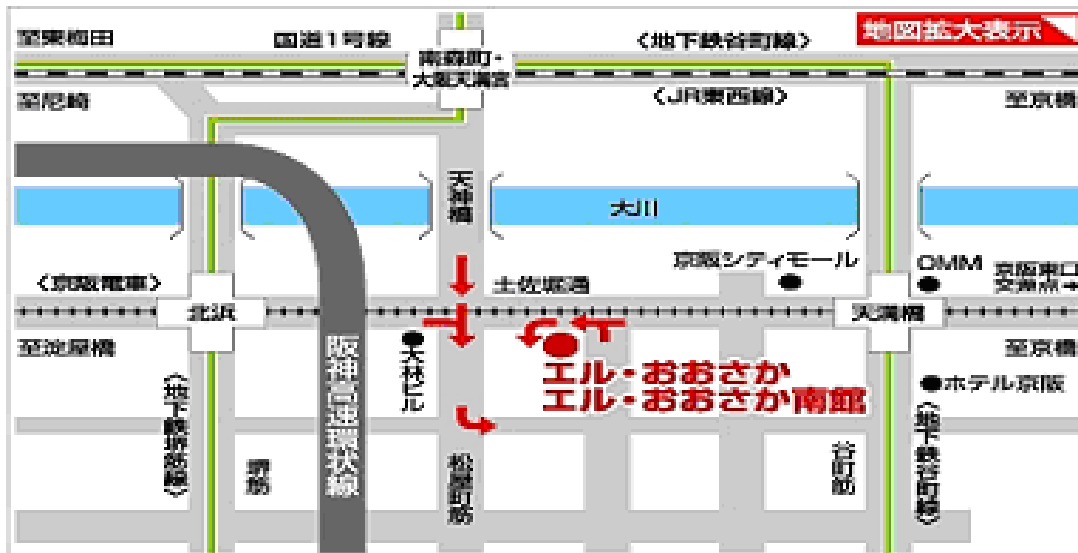 至東梅田
国道1号線
〈地下鉄谷町線〉
地図拡大表示
南森町・
大阪天満宮
至尼崎
〈JR東西線〉
至京橋
天神橋
大川
〈京阪電車〉
土佐堀通
京阪シティモール
OMM
京阪東口
交差点→
北浜
天満橋
至淀屋橋
大林ビル
阪神高速環状線
エル・おおさか
エル・おおさか南館
至京橋
ホテル京阪
〈地下鉄堺筋線〉
堺筋
松屋町筋
谷町筋
〈地下鉄谷町線〉